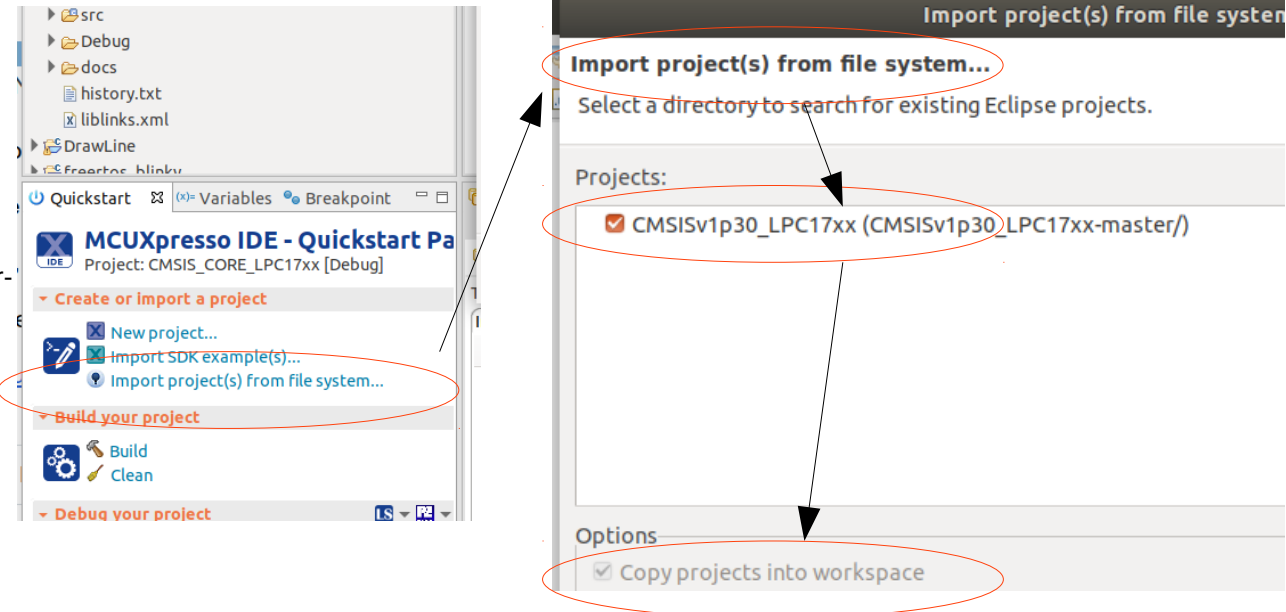 src
Debug
docs
history.txt
liblinks.xml
DrawLine
freertos_blinky
Quickstart (x)= Variables Breakpoint
IDE
MCUXpresso IDE - Quickstart Pa
Project: CMSIS_CORE_LPC17xx [Debug]
Create or import a project
New project...
Import SDK example(s)...
Import project(s) from file system...
Build your project
Build
Clean
Debug your project LS
Import project(s) from file system
Import project(s) from file system...
Select a directory to search for existing Eclipse projects.
Projects:
CMSISv1p30_LPC17xx (CMSISv1p30_LPC17xx-master/)
Options
Copy projects into workspace